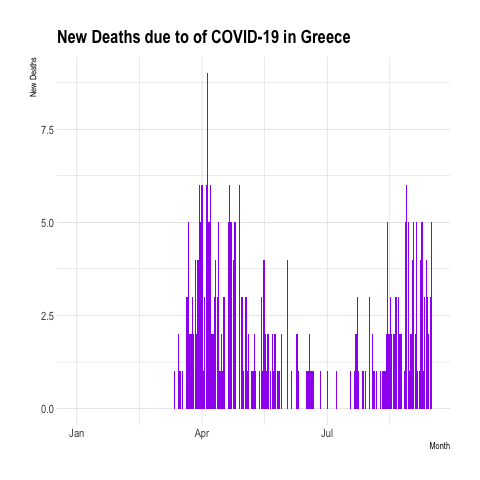 New Deaths due to of COVID-19 in Greece
New Deaths
7.5
5.0
2.5
0.0
Jan
Apr
Jul
Month